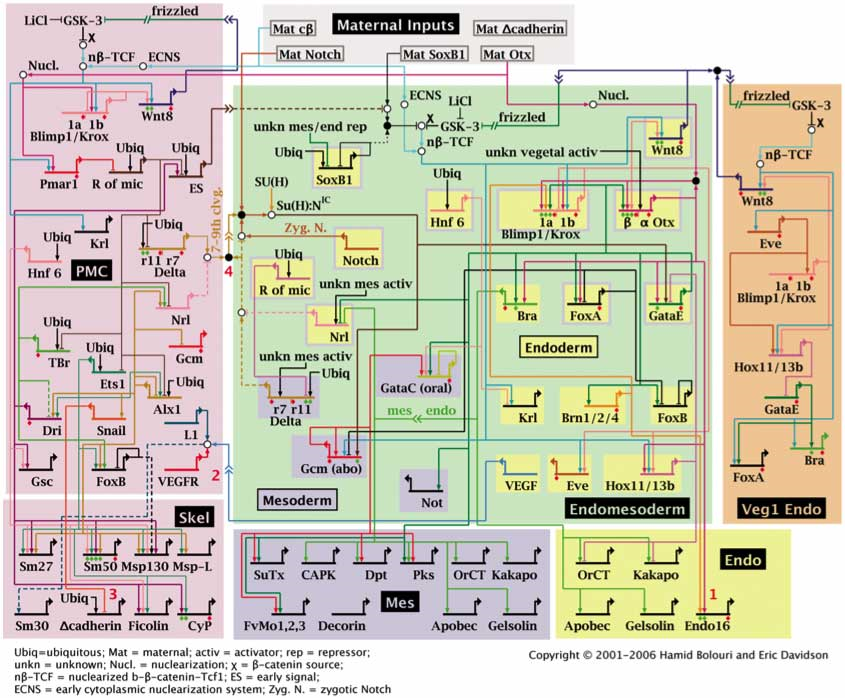 LiCl GSK-3 frizzled
χ
nβ-TCF ECNS
Nucl.
1a 1b Wnt8
Blimp1/Krox
Ubiq Ubiq
Pmar1 R of mic ES
Krl
Ubiq
r11 r7
Delta
Ubiq
Hnf 6
PMC
Nrl
Ubiq
TBr
Gcm
Ubiq
Ets1
Ubiq
Alx1
Dri Snail
L1
Gsc FoxB VEGFR 2
7-9th clvg.
4
Maternal Inputs
Mat cβ Mat Δcadherin
Mat Notch Mat SoxB1 Mat Otx
ECNS
LiCl
χ GSK-3 frizzled
nβ-TCF
Nucl.
unkn mes/end rep
Ubiq
SoxB1
Wnt8
unkn vegetal activ
SU(H)
Su(H):NIC
Zyg. N.
Ubiq
Hnf 6
1a 1b
Blimp1/Krox
β α Otx
Notch
Ubiq
R of mic
unkn mes activ
Nrl
Bra FoxA GataE
Endoderm
unkn mes activ
Ubiq
r7 r11
Delta
GataC (oral)
mes endo
Krl Brn1/2/4 FoxB
Gcm (abo)
Not
VEGF Eve Hox11/13b
Mesoderm
Endomesoderm
frizzled
GSK-3
χ
nβ-TCF
Wnt8
Eve
1a 1b
Blimp1/Krox
Hox11/13b
GataE
FoxA Bra
Veg1 Endo
Skel
Sm27 Sm50 Msp130 Msp-L
3
Ubiq
Sm30 Δcadherin Ficolin CyP
SuTx CAPK Dpt Pks OrCT Kakapo
Mes
FvMo1,2,3 Decorin Apobec Gelsolin
Endo
OrCT Kakapo
1
Apobec Gelsolin Endo16
Ubiq=ubiquitous; Mat = maternal; activ = activator; rep = repressor;
unkn = unknown; Nucl. = nuclearization; χ = β-catenin source;
nβ-TCF = nuclearized b-β-catenin-Tcf1; ES = early signal;
ECNS = early cytoplasmic nuclearization system; Zyg. N. = zygotic Notch
Copyright © 2001-2006 Hamid Bolouri and Eric Davidson